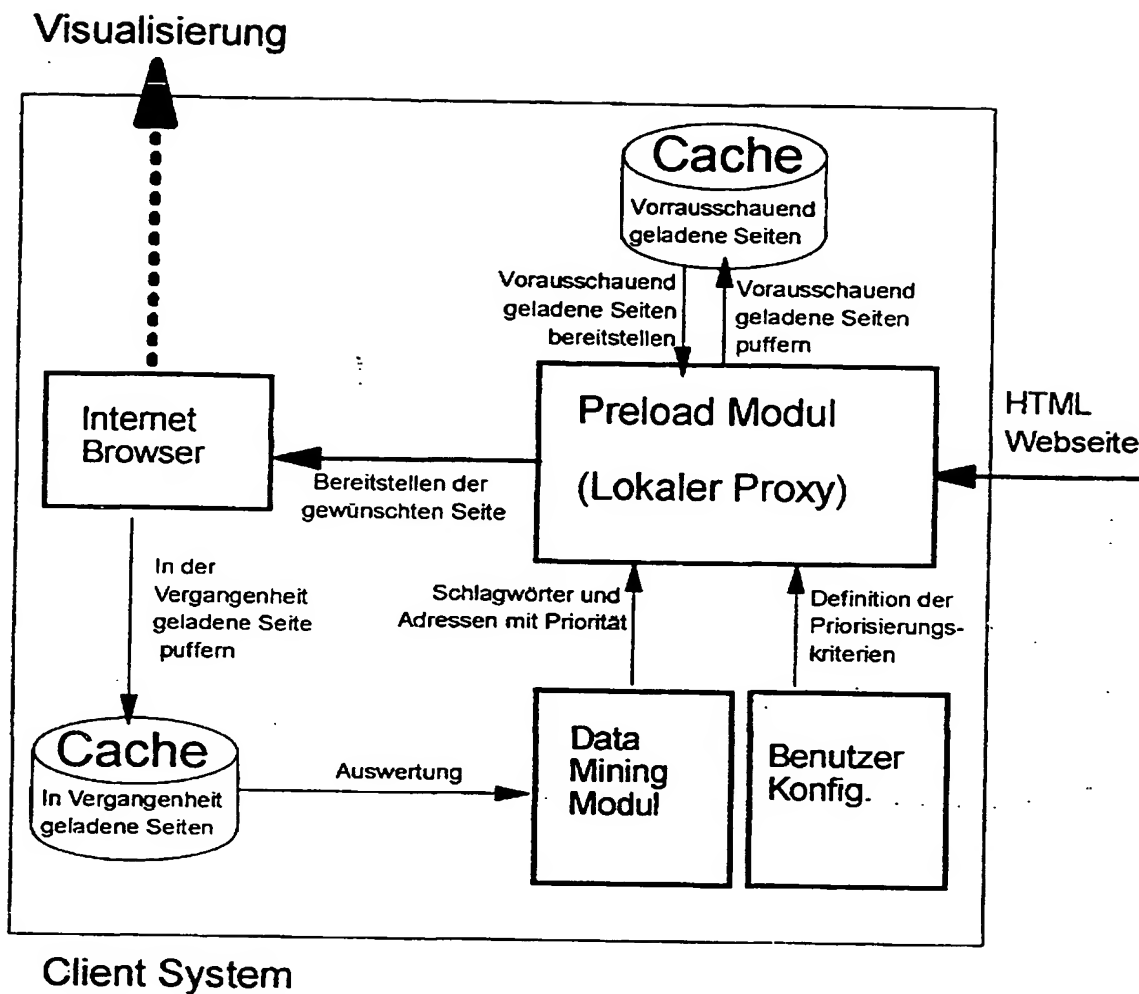 Visualisierung
Cache
Vorrausschauend
geladene Seiten
Vorausschauend
geladene Seiten
bereitstellen
Vorausschauend
geladene Seiten
puffern
Internet
Browser
Preload Modul
(Lokaler Proxy)
HTML
Webseite
Bereitstellen der
gewünschten Seite
In der
Vergangenheit
geladene Seite
puffern
Schlagwörter und
Adressen mit Priorität
Definition der
Priorisierungs-
kriterien
Cache
In Vergangenheit
geladene Seiten
Auswertung
Data
Mining
Modul
Benutzer
Konfig.
Client System